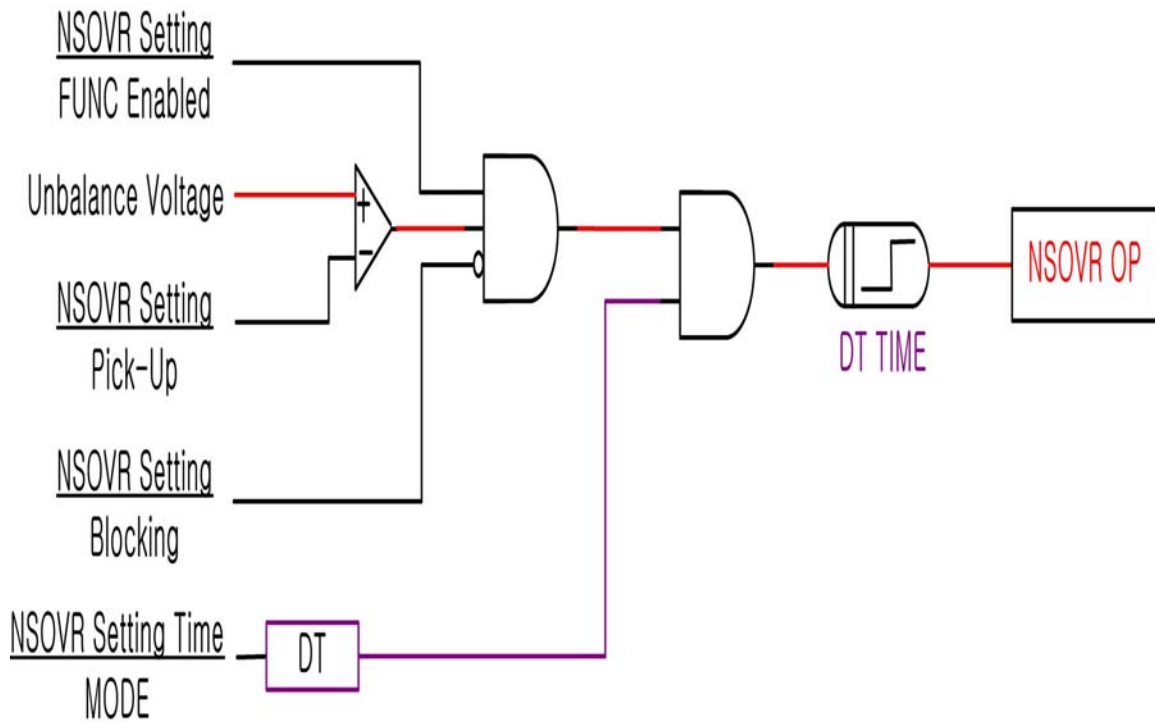 NSOVR Setting
FUNC Enabled
Unbalance Voltage
+
-
NSOVR Setting
Pick-Up
NSOVR Setting
Blocking
NSOVR Setting Time
MODE
DT
DT TIME
NSOVR OP